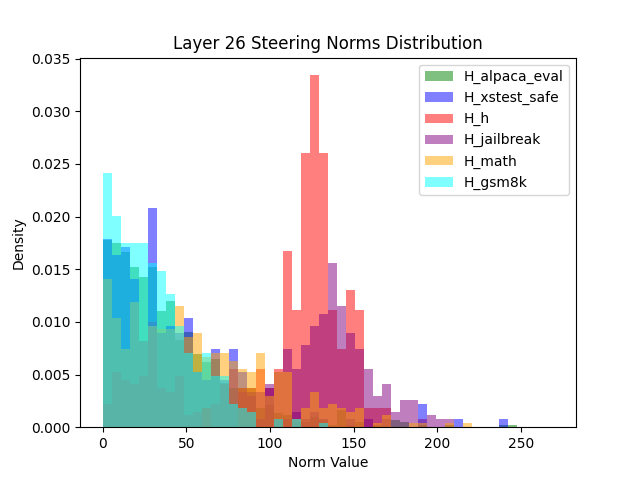 Layer 26 Steering Norms Distribution
0.035
0.030
0.025
0.020
0.015
0.010
0.005
0.000
Density
H_alpaca_eval
H_xstest_safe
H_h
H_jailbreak
H_math
H_gsm8k
0 50 100 150 200 250
Norm Value